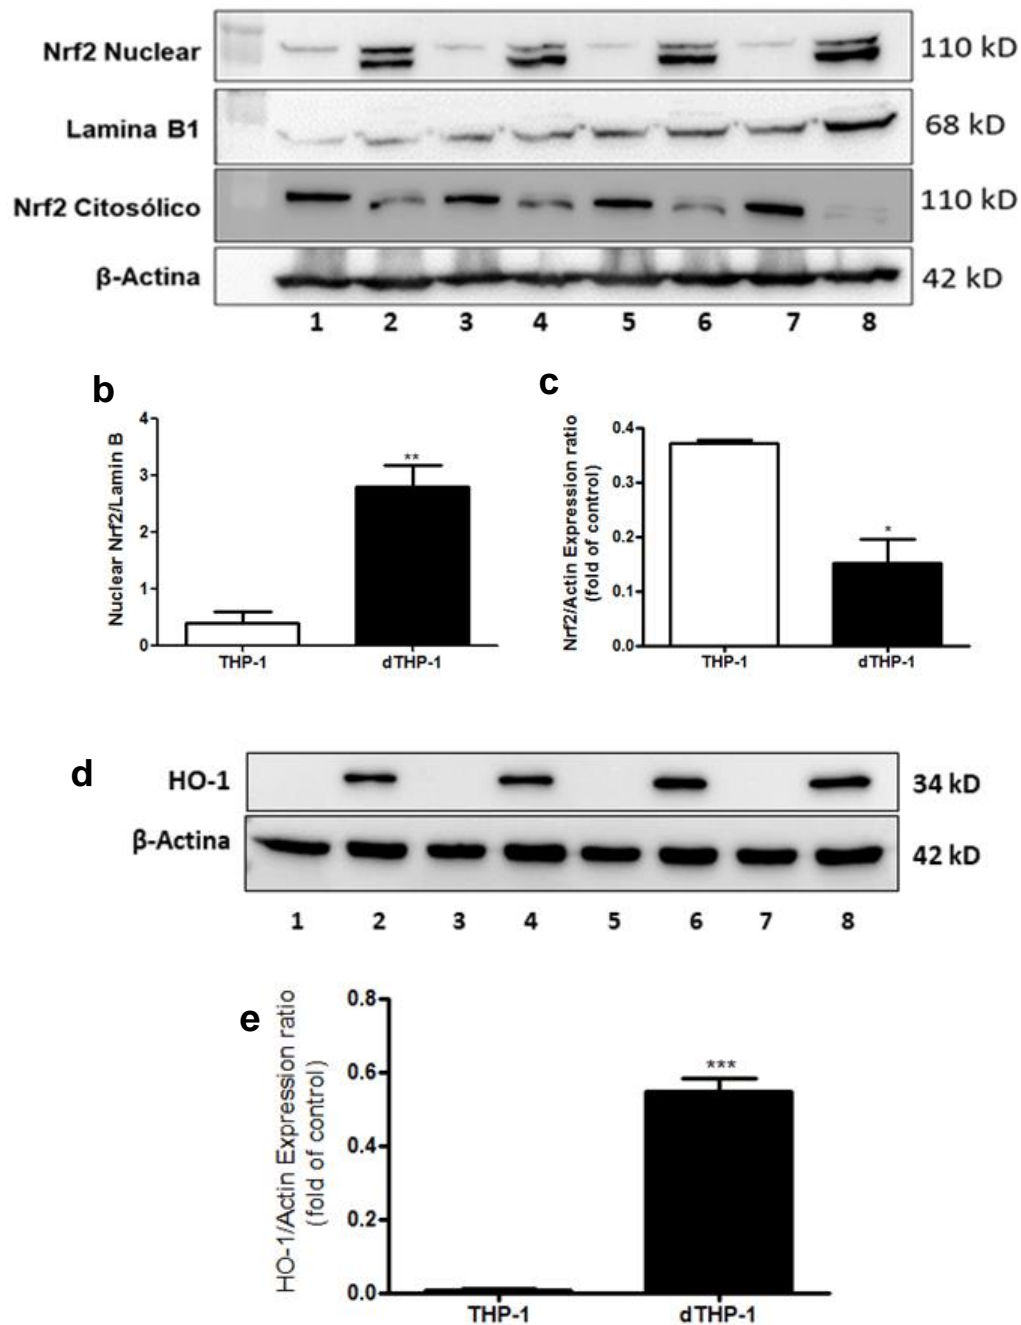 Nrf2 Nuclear 110 kD
Lamina B1 68 kD
Nrf2 Citosólico 110 kD
β-Actina 42 kD
1 2 3 4 5 6 7 8
b
Nuclear Nrf2/Lamin B
4
3
2
1
0
**
THP-1 dTHP-1
c
Nrf2/Actin Expression ratio
(fold of control)
0.4
0.3
0.2
0.1
0.0
*
THP-1 dTHP-1
d
HO-1 34 kD
β-Actina 42 kD
1 2 3 4 5 6 7 8
e
HO-1/Actin Expression ratio
(fold of control)
0.8
0.6
0.4
0.2
0.0
***
THP-1 dTHP-1